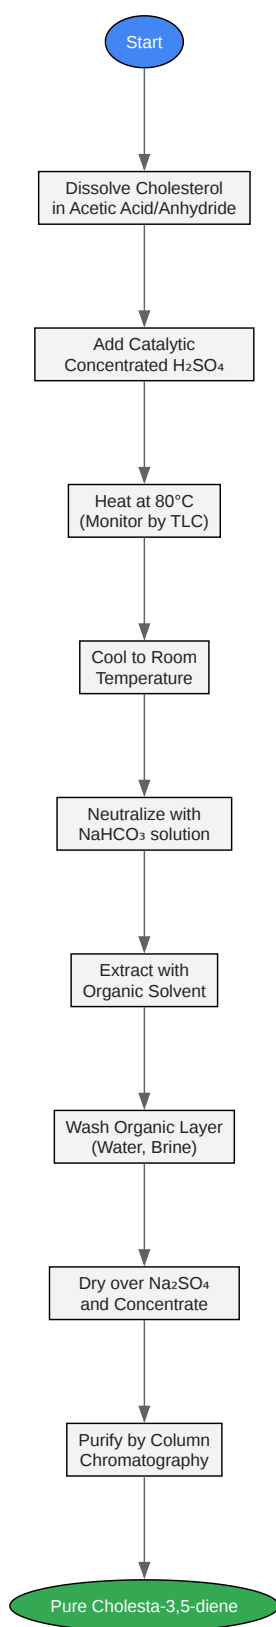 Start
Dissolve Cholesterol
in Acetic Acid/Anhydride
Add Catalytic
Concentrated H₂SO₄
Heat at 80°C
(Monitor by TLC)
Cool to Room
Temperature
Neutralize with
NaHCO₃ solution
Extract with
Organic Solvent
Wash Organic Layer
(Water, Brine)
Dry over Na₂SO₄
and Concentrate
Purify by Column
Chromatography
Pure Cholesta-3,5-diene